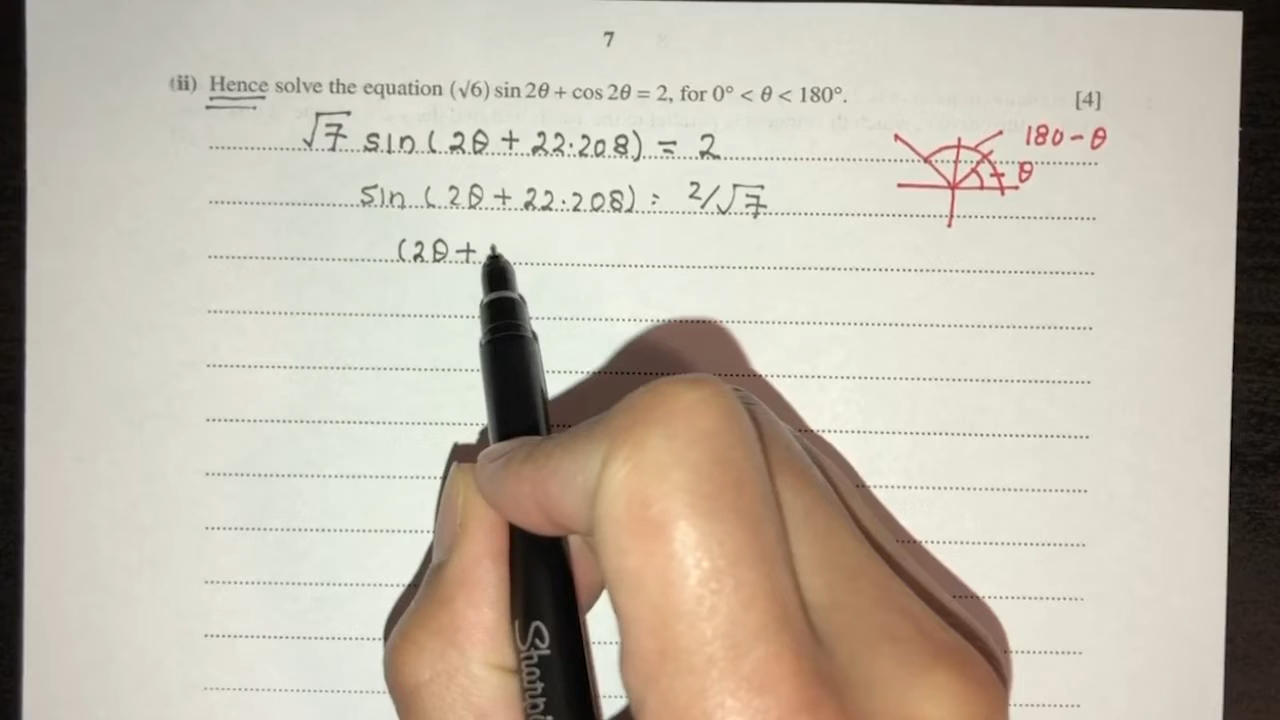 7
(ii) Hence solve the equation (√6) sin 2θ + cos 2θ = 2, for 0° < θ < 180°.
[4]
√7 sin (2θ + 22.208) = 2
180 - θ
θ
sin (2θ + 22.208) = 2/√7
(2θ +